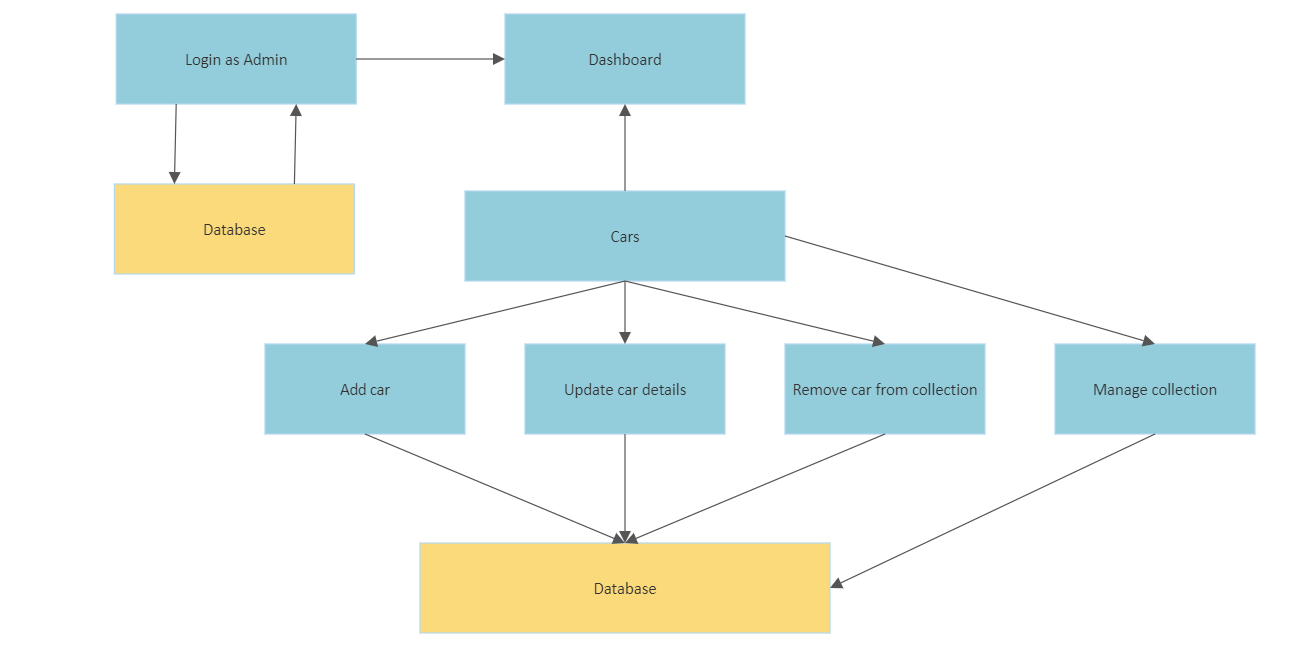 Login as Admin
Dashboard
Database
Cars
Add car
Update car details
Remove car from collection
Manage collection
Database